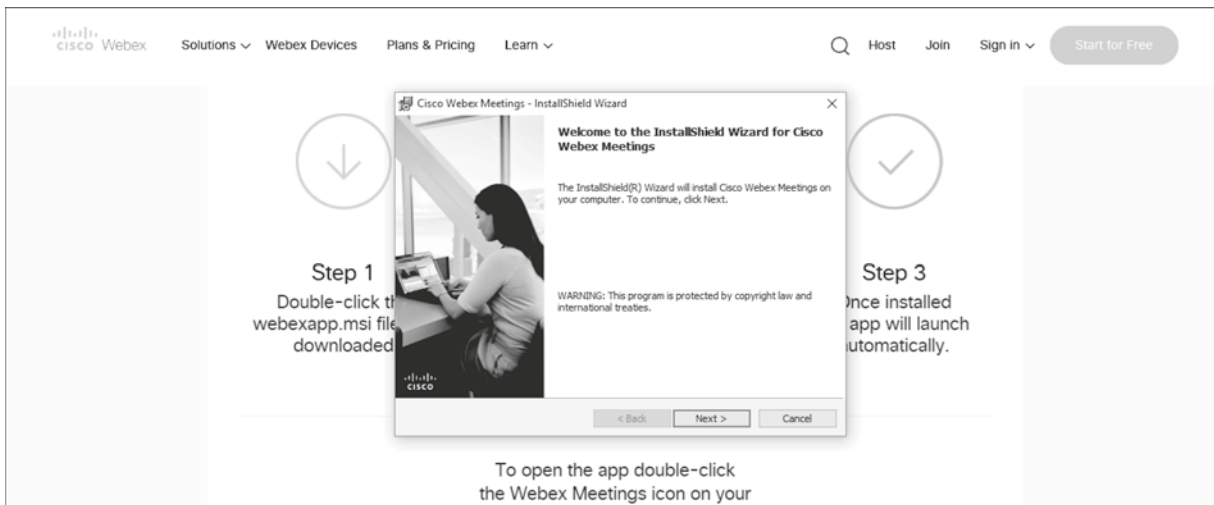 CISCO Webex
Solutions
Webex Devices
Plans & Pricing
Learn
Host
Join
Sign in
Start for Free
Cisco Webex Meetings - InstallShield Wizard
Welcome to the InstallShield Wizard for Cisco
Webex Meetings
The InstallShield(R) Wizard will install Cisco Webex Meetings on
your computer. To continue, click Next.
WARNING: This program is protected by copyright law and
international treaties.
CISCO
< Back
Next >
Cancel
Step 1
Double-click
webexapp.msi
downloaded
Step 3
installed
app will launch
To open the app double-click
the Webex Meetings icon on your